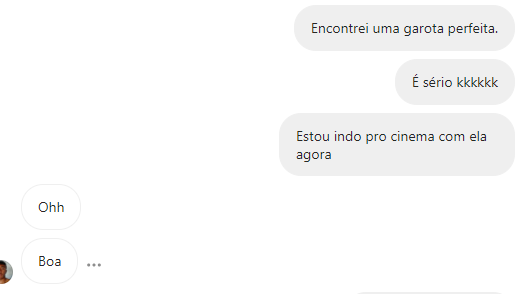 Encontrei uma garota perfeita.
É sério kkkkkk
Estou indo pro cinema com ela
agora
Ohh
Boa